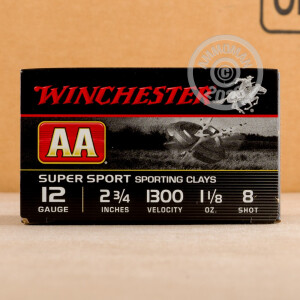 WINCHESTER
AA
SUPER SPORT SPORTING CLAYS
12 2 3/4 1300 1 1/8 8
GAUGE INCHES VELOCITY OZ. SHOT